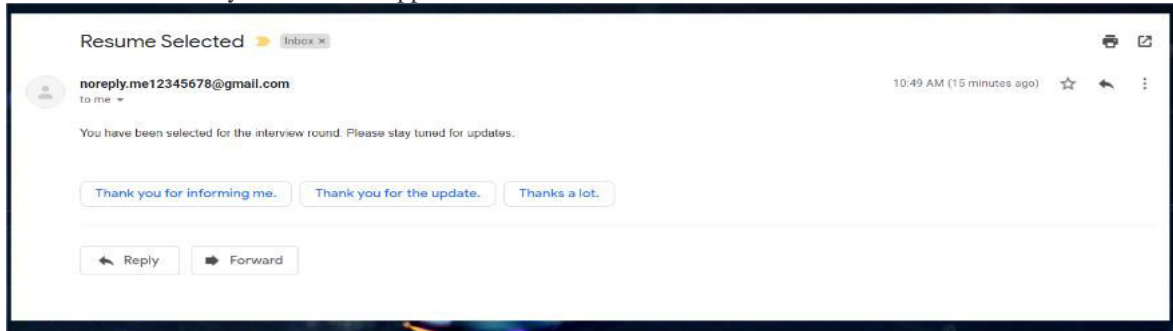 Resume Selected Inbox ×
noreply.me12345678@gmail.com 10:49 AM (15 minutes ago)
to me
You have been selected for the interview round. Please stay tuned for updates.
Thank you for informing me. Thank you for the update. Thanks a lot.
Reply Forward